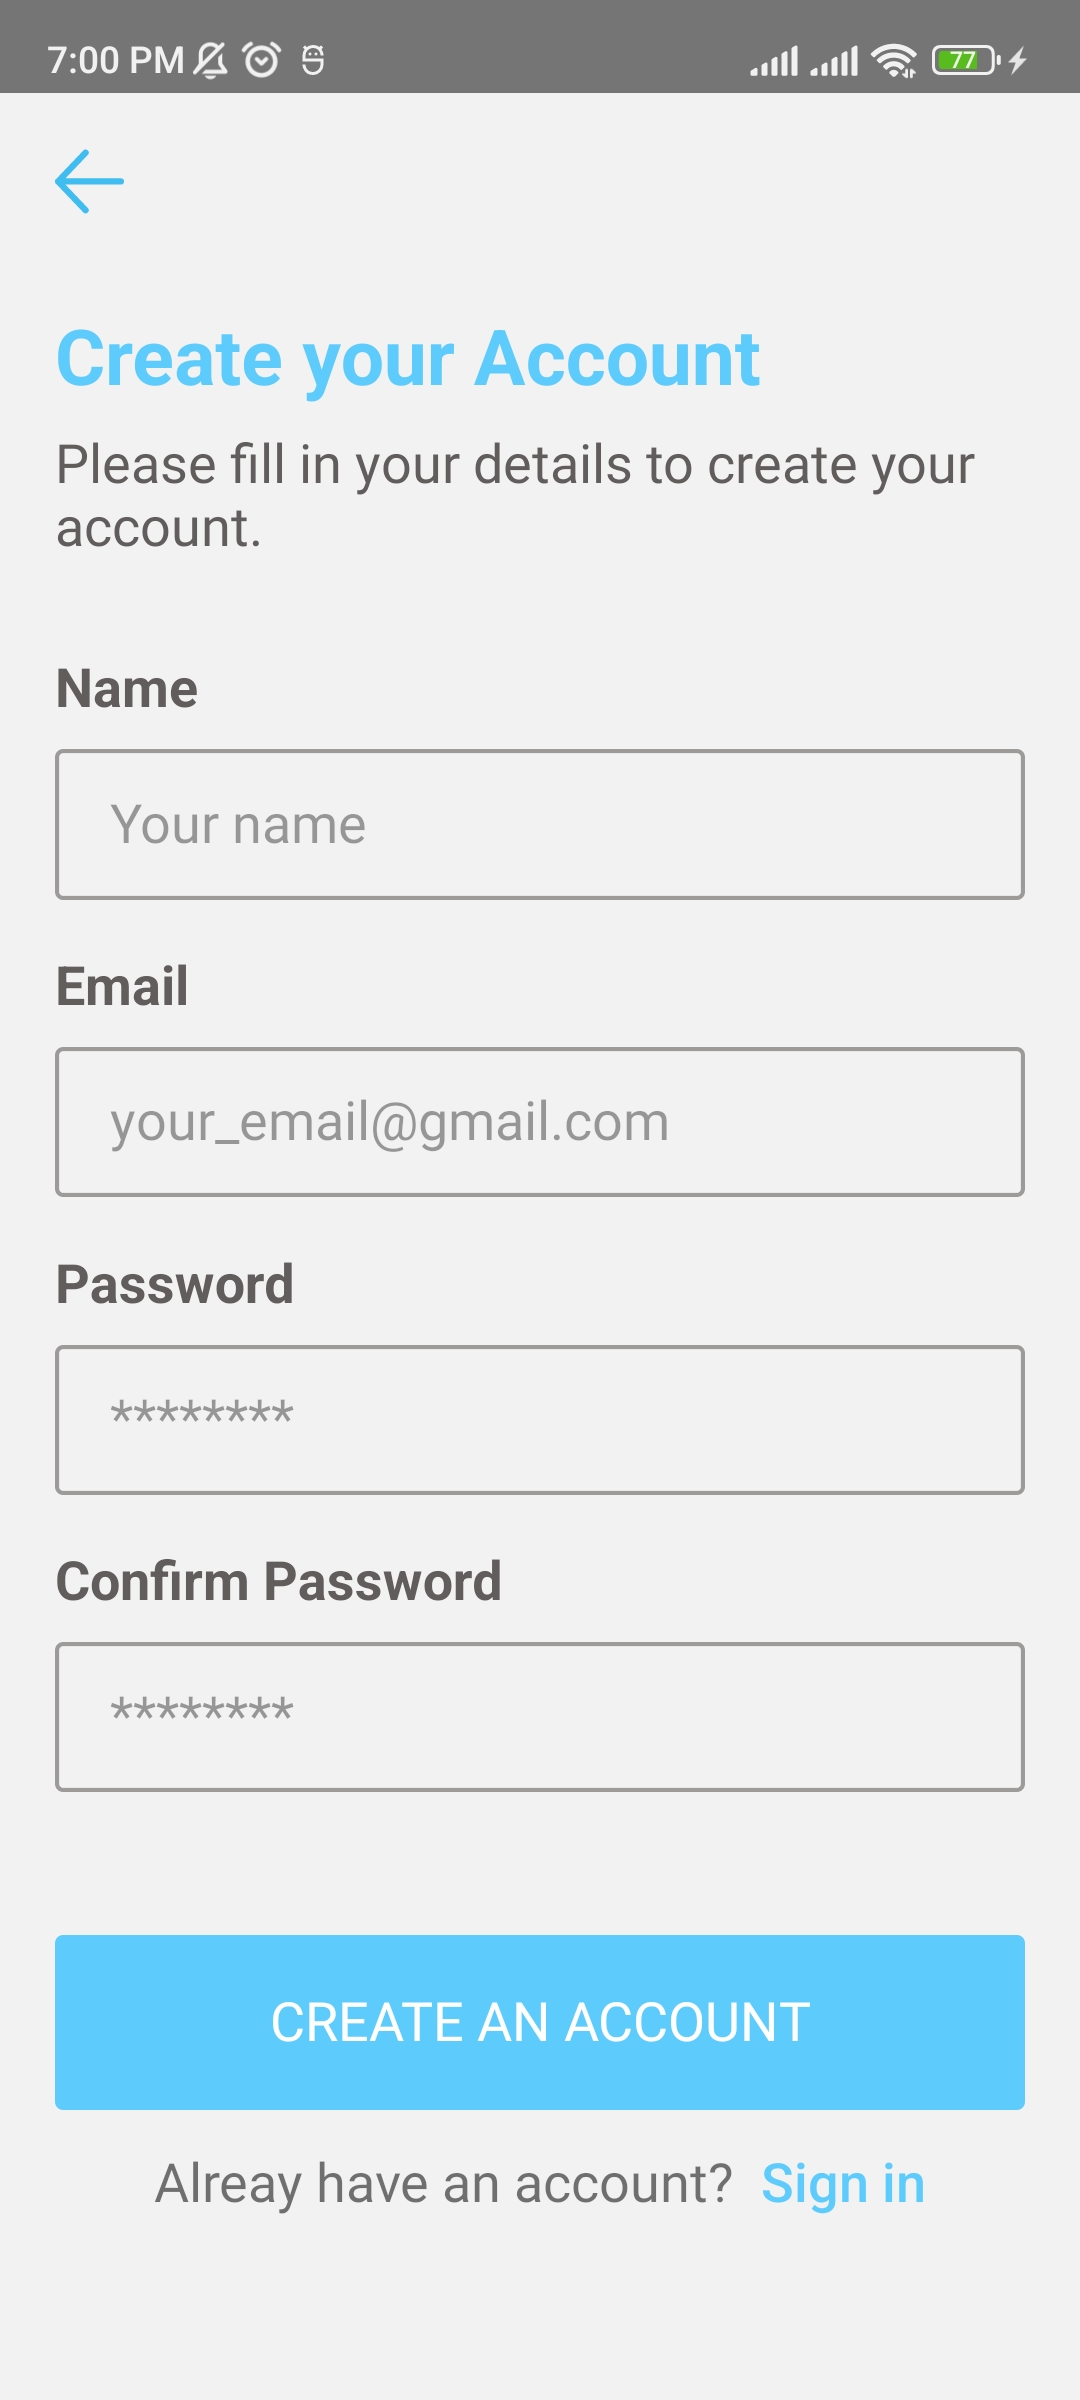 7:00 PM
77
Create your Account
Please fill in your details to create your
account.
Name
Your name
Email
your_email@gmail.com
Password
********
Confirm Password
********
CREATE AN ACCOUNT
Alreay have an account? Sign in